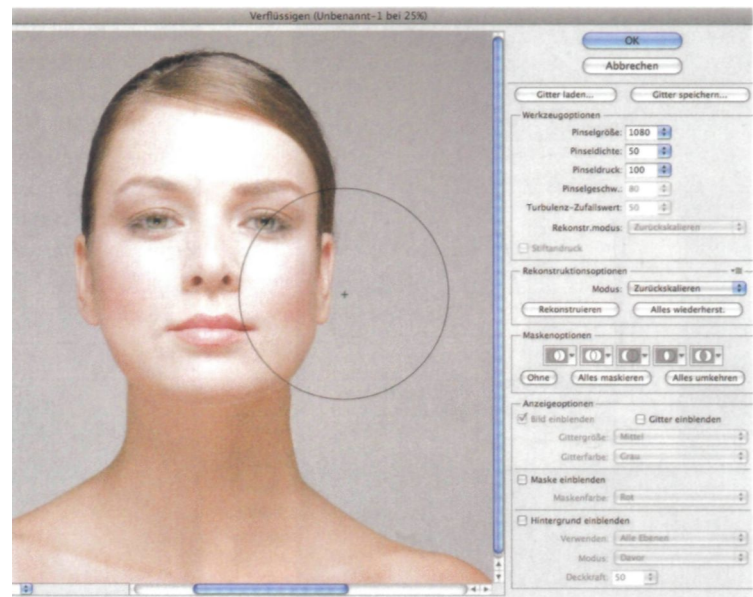 Verflüssigen (Unbenannt-1 bei 25%)
OK
Abbrechen
Gitter laden...
Gitter speichern...
Werkzeugoptionen
Pinselgröße: 1080
Pinseldichte: 50
Pinseldruck: 100
Pinselgeschw.: 80
Turbulenz-Zufallswert: 50
Rekonstr.modus: Zurückskalieren
Stiftandruck
Rekonstruktionsoptionen
Modus: Zurückskalieren
Rekonstruieren
Alles wiederherst.
Maskenoptionen
Ohne
Alles maskieren
Alles umkehren
Anzeigeoptionen
Bild einblenden
Gitter einblenden
Gittergröße: Mittel
Gitterfarbe: Grau
Maske einblenden
Maskenfarbe: Rot
Hintergrund einblenden
Verwenden: Alle Ebenen
Modus: Davor
Deckkraft: 50